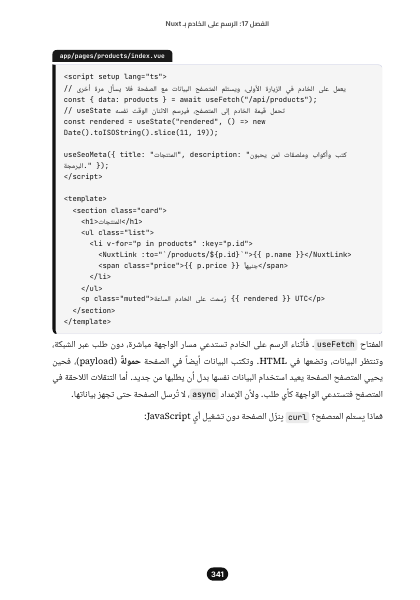 الفصل 17: الرسم على الخادم بـ Nuxt
app/pages/products/index.vue
<script setup lang="ts">
// يعمل على الخادم في الزيارة الأولى، ويستلم المتصفح البيانات مع الصفحة فلا يسأل مرة أخرى
const { data: products } = await useFetch("/api/products");
// useState تحمل قيمة الخادم إلى المتصفح، فيرسم الاثنان الوقت نفسه
const rendered = useState("rendered", () => new
Date().toISOString().slice(11, 19));
useSeoMeta({ title: "المنتجات", description: "كتب وأكواب وملصقات لمن يحبون
البرمجة." });
</script>
<template>
<section class="card">
<h1>المنتجات</h1>
<ul class="list">
<li v-for="p in products" :key="p.id">
<NuxtLink :to="`/products/${p.id}`">{{ p.name }}</NuxtLink>
<span class="price">{{ p.price }} جنيها</span>
</li>
</ul>
<p class="muted">رُسمت على الخادم الساعة {{ rendered }} UTC</p>
</section>
</template>
المفتاح useFetch. فأثناء الرسم على الخادم تستدعي مسار الواجهة مباشرة، دون طلب عبر الشبكة،
وتنتظر البيانات، وتضعها في HTML. وتكتب البيانات أيضاً في الصفحة حمولةً (payload)، فحين
يحيي المتصفح الصفحة يعيد استخدام البيانات نفسها بدل أن يطلبها من جديد. أما التنقلات اللاحقة في
المتصفح فتستدعي الواجهة كأي طلب. ولأن الإعداد async، لا تُرسل الصفحة حتى تجهز بياناتها.
فماذا يستلم المتصفح؟ curl ينزل الصفحة دون تشغيل أي JavaScript:
341